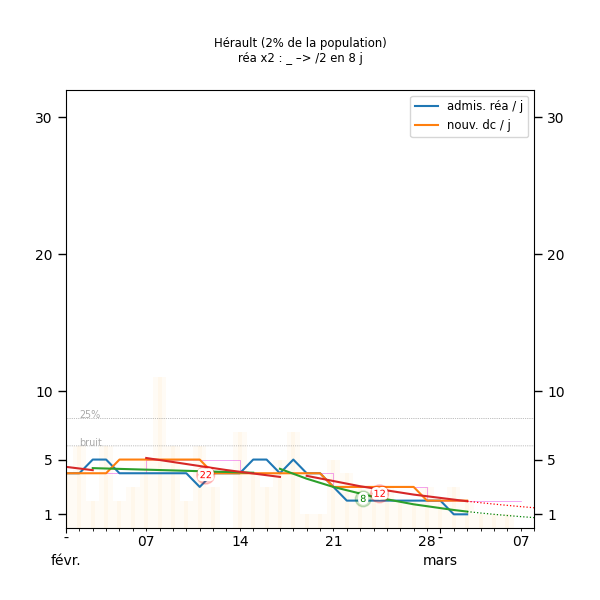 Hérault (2% de la population)
réa x2 : _ –> /2 en 8 j
admis. réa / j
nouv. dc / j
30 30
20 20
10 10
25%
bruit
5 5
22
12
8
1 1
- 07 14 21 28 - 07
févr. mars